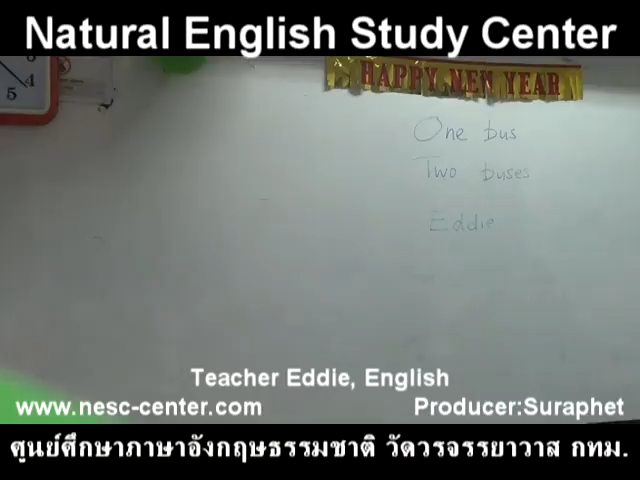 Natural English Study Center
HAPPY NEW YEAR
5 4
One bus
Two buses
Eddie
Teacher Eddie, English
www.nesc-center.com
Producer:Suraphet
ศูนย์ศึกษาภาษาอังกฤษธรรมชาติ วัดวรจรรยาวาส กทม.